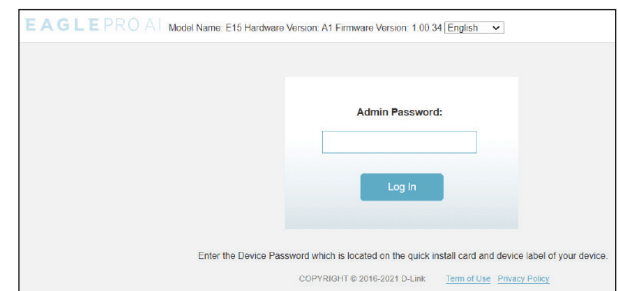 EAGLE PRO AI Model Name: E15 Hardware Version: A1 Firmware Version: 1.00.34 English
Admin Password:
Log In
Enter the Device Password which is located on the quick install card and device label of your device.
COPYRIGHT © 2016-2021 D-Link Term of Use Privacy Policy